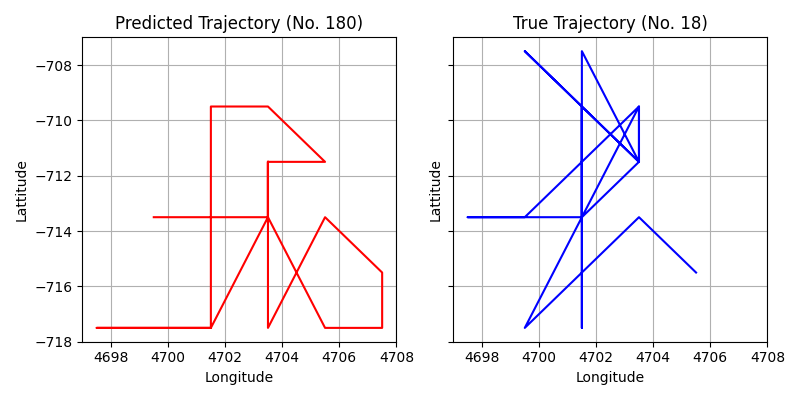 Predicted Trajectory (No. 180)
−708
−710
−712
−714
−716
−718
Lattitude
4698 4700 4702 4704 4706 4708
Longitude
True Trajectory (No. 18)
Lattitude
4698 4700 4702 4704 4706 4708
Longitude